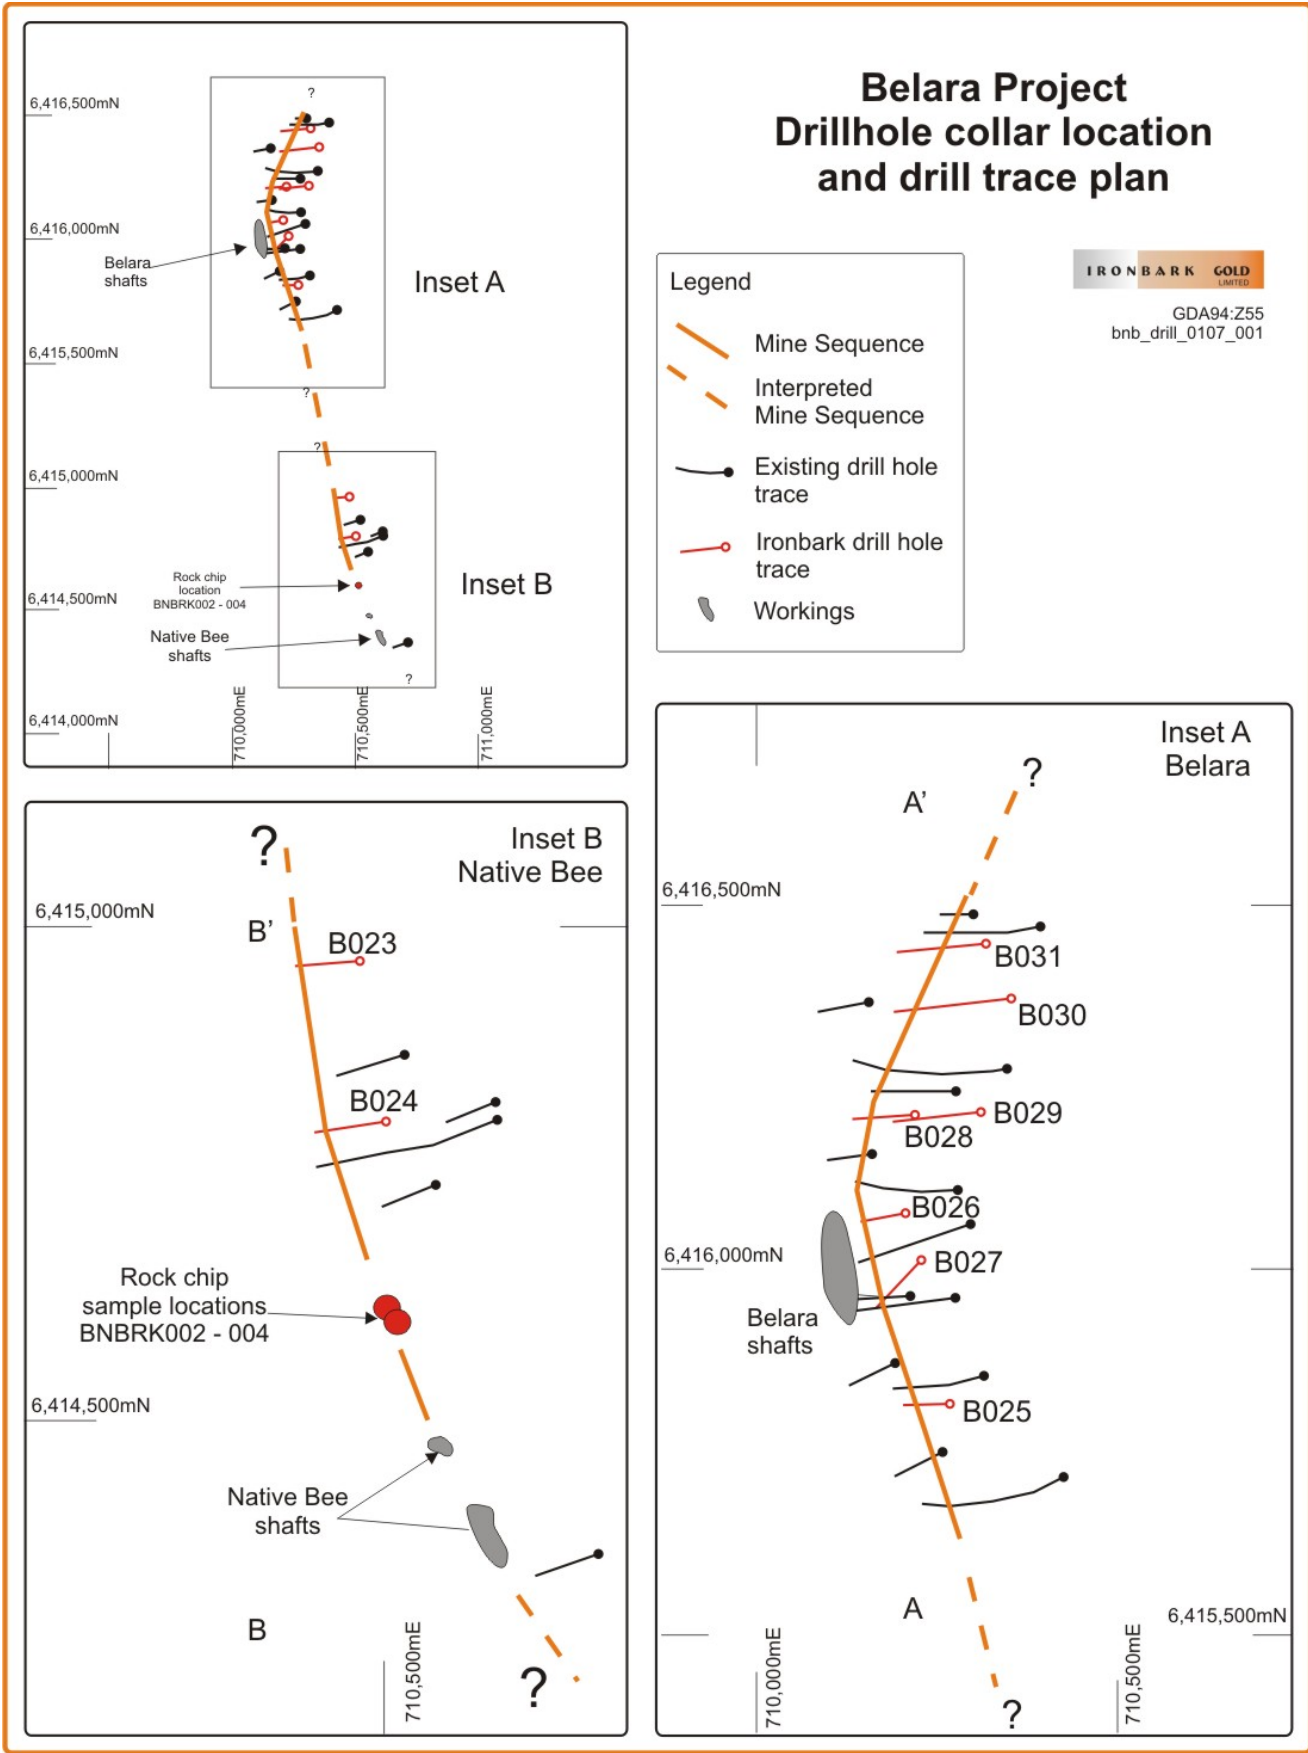 Belara Project
Drillhole collar location
and drill trace plan
IRONBARK GOLD
LIMITED
GDA94:Z55
bnb_drill_0107_001
?
6,416,500mN
6,416,000mN
Belara
shafts
Inset A
6,415,500mN
?
?
6,415,000mN
Rock chip
location
BNBRK002 - 004
Inset B
6,414,500mN
Native Bee
shafts
?
6,414,000mN
710,000mE
710,500mE
711,000mE
Legend
Mine Sequence
Interpreted
Mine Sequence
Existing drill hole
trace
Ironbark drill hole
trace
Workings
Inset B
Native Bee
?
6,415,000mN
B'
B023
B024
Rock chip
sample locations
BNBRK002 - 004
6,414,500mN
Native Bee
shafts
B
710,500mE
?
Inset A
Belara
?
A'
6,416,500mN
B031
B030
B029
B028
B026
6,416,000mN
B027
Belara
shafts
B025
A
6,415,500mN
710,000mE
710,500mE
?